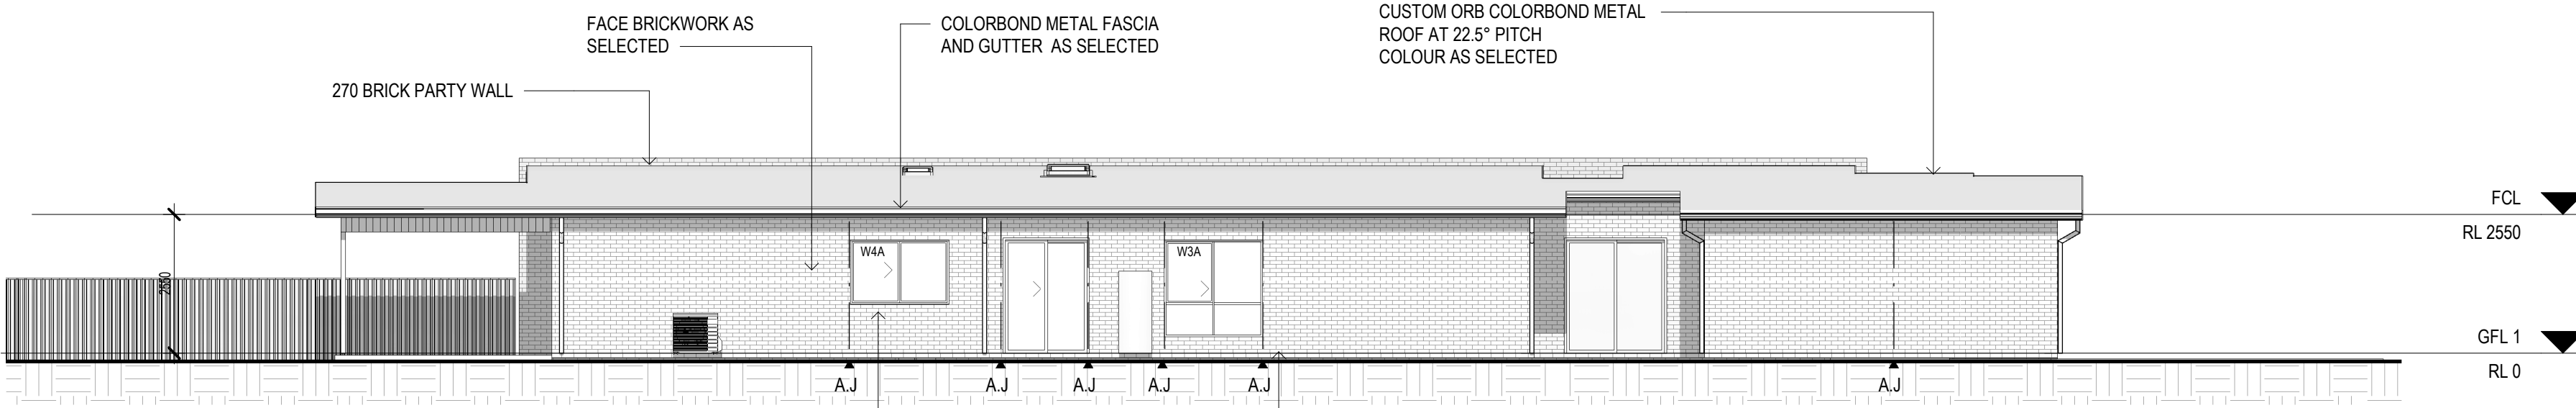 FACE BRICKWORK AS
SELECTED
COLORBOND METAL FASCIA
AND GUTTER AS SELECTED
CUSTOM ORB COLORBOND METAL
ROOF AT 22.5° PITCH
COLOUR AS SELECTED
270 BRICK PARTY WALL
FCL
RL 2550
2550
W4A
W3A
GFL 1
RL 0
A.J
A.J
A.J
A.J
A.J
A.J